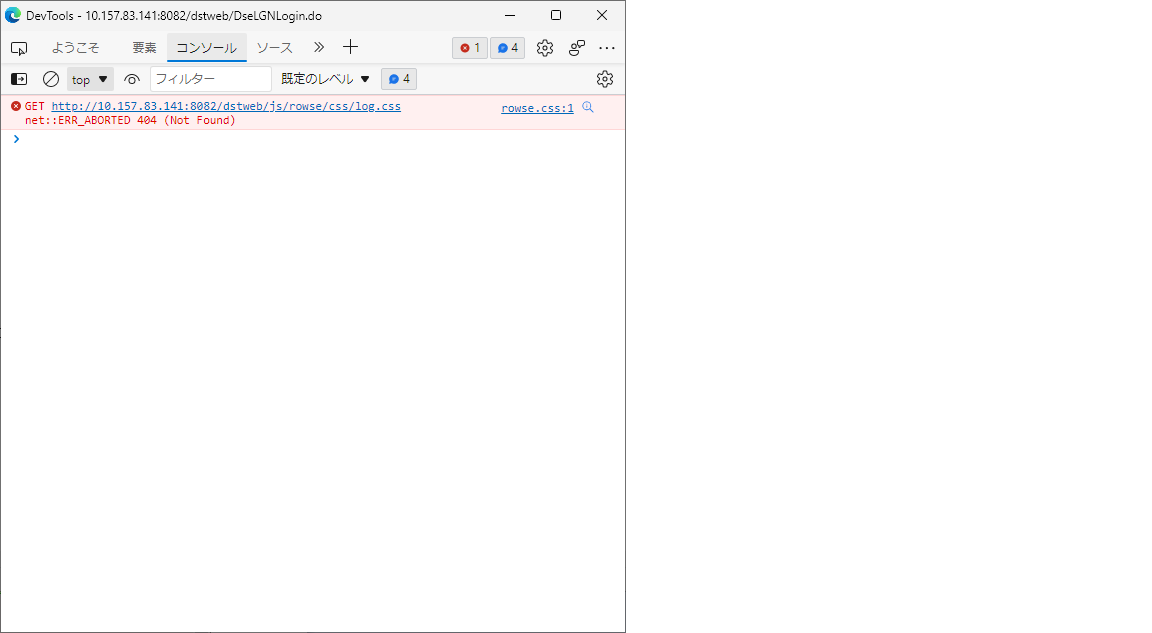 DevTools - 10.157.83.141:8082/dstweb/DseLGNLogin.do
ようこそ 要素 コンソール ソース 1 4
top フィルター 既定のレベル 4
GET http://10.157.83.141:8082/dstweb/js/rowse/css/log.css rowse.css:1
net::ERR_ABORTED 404 (Not Found)